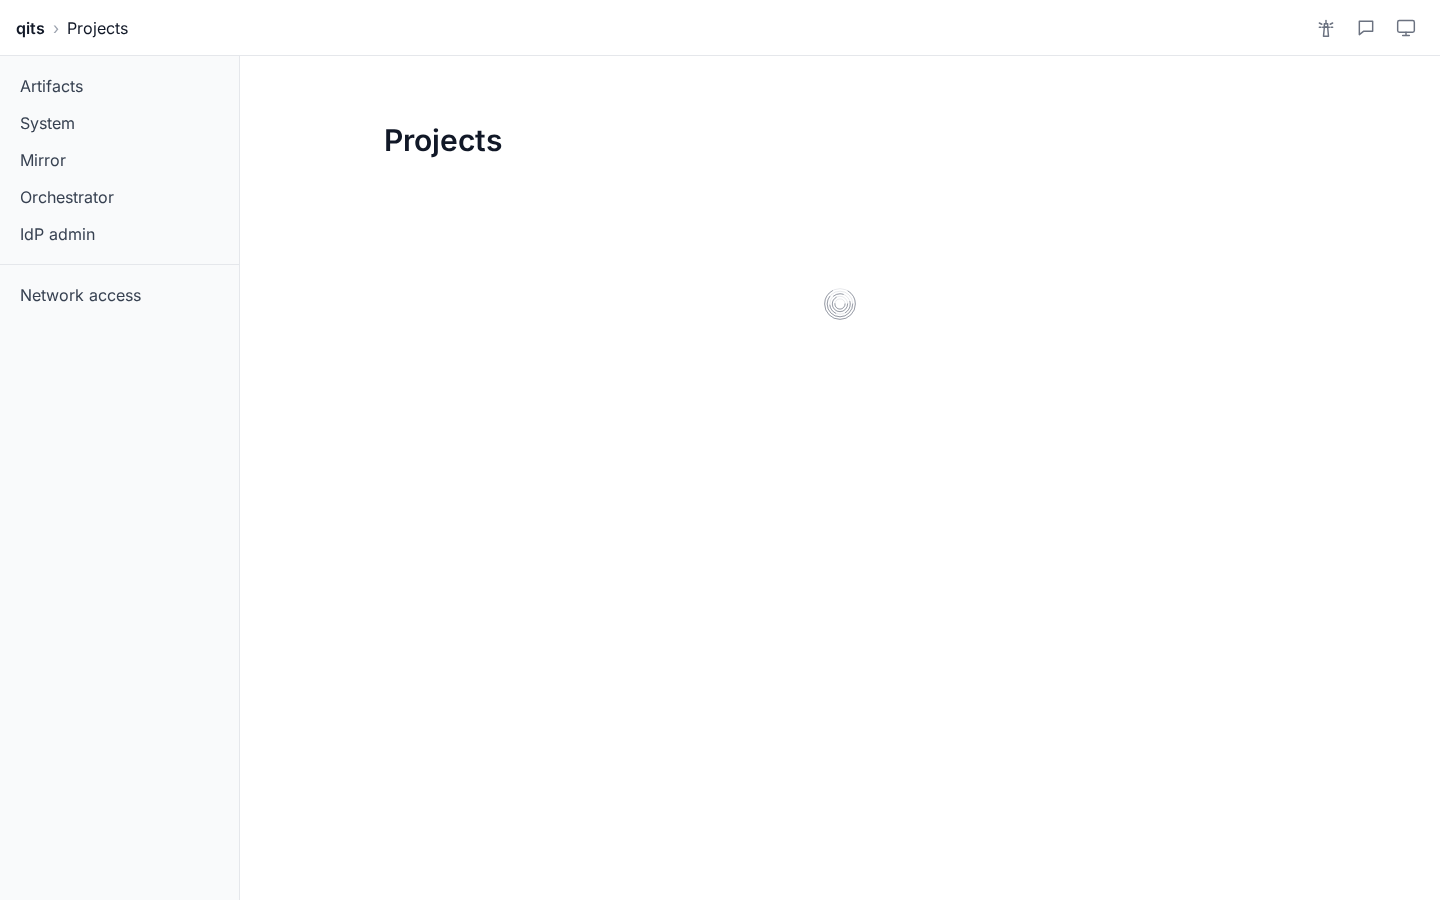 qits › Projects
Artifacts
System
Mirror
Orchestrator
IdP admin
Network access
Projects